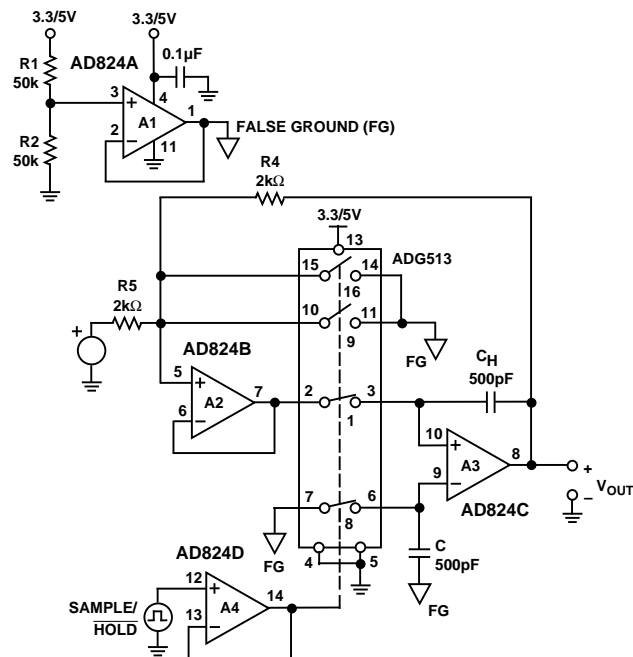 3.3/5V 3.3/5V
R1
50k
AD824A
0.1µF
3
4
A1
1
2
11
FALSE GROUND (FG)
R2
50k
R4
2kΩ
3.3/5V
13
ADG513
15
14
16
10
11
9
R5
2kΩ
FG
AD824B
5
A2
7
6
2
3
1
CH
500pF
10
A3
8
9
AD824C
+
VOUT
–
7
6
8
FG
4
5
C
500pF
FG
AD824D
12
A4
14
13
SAMPLE/
HOLD